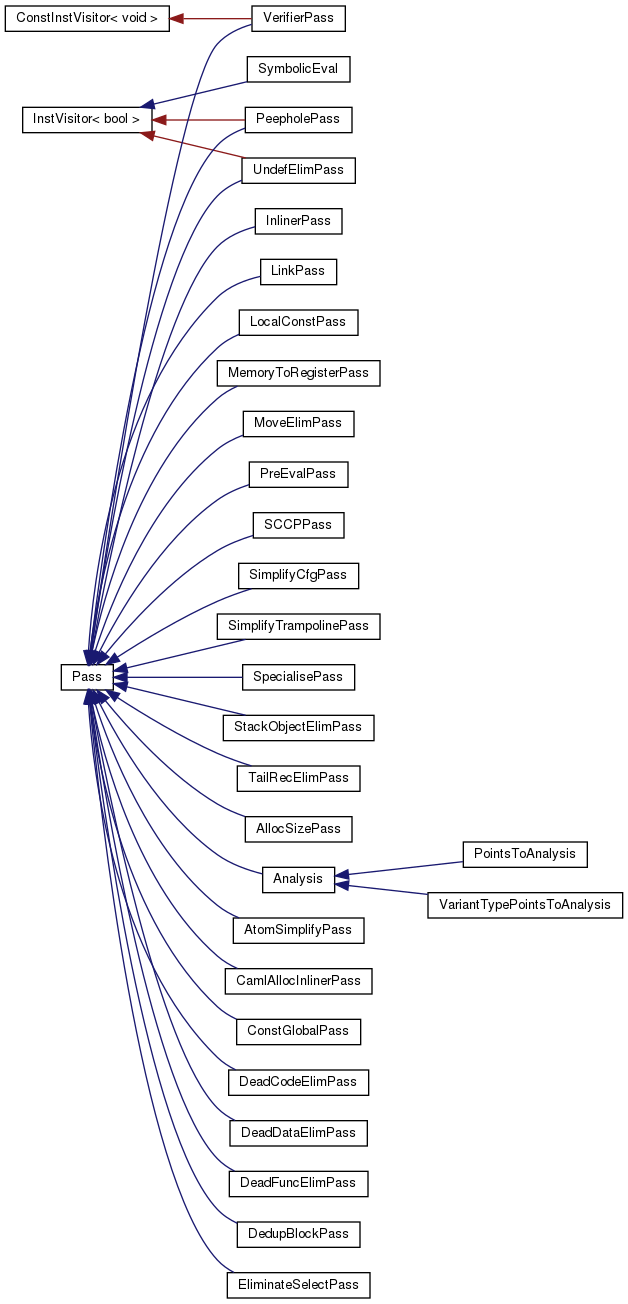 ConstInstVisitor< void >
VerifierPass
SymbolicEval
InstVisitor< bool >
PeepholePass
UndefElimPass
InlinerPass
LinkPass
LocalConstPass
MemoryToRegisterPass
MoveElimPass
PreEvalPass
SCCPPass
SimplifyCfgPass
SimplifyTrampolinePass
Pass
SpecialisePass
StackObjectElimPass
TailRecElimPass
AllocSizePass
PointsToAnalysis
Analysis
VariantTypePointsToAnalysis
AtomSimplifyPass
CamlAllocInlinerPass
ConstGlobalPass
DeadCodeElimPass
DeadDataElimPass
DeadFuncElimPass
DedupBlockPass
EliminateSelectPass